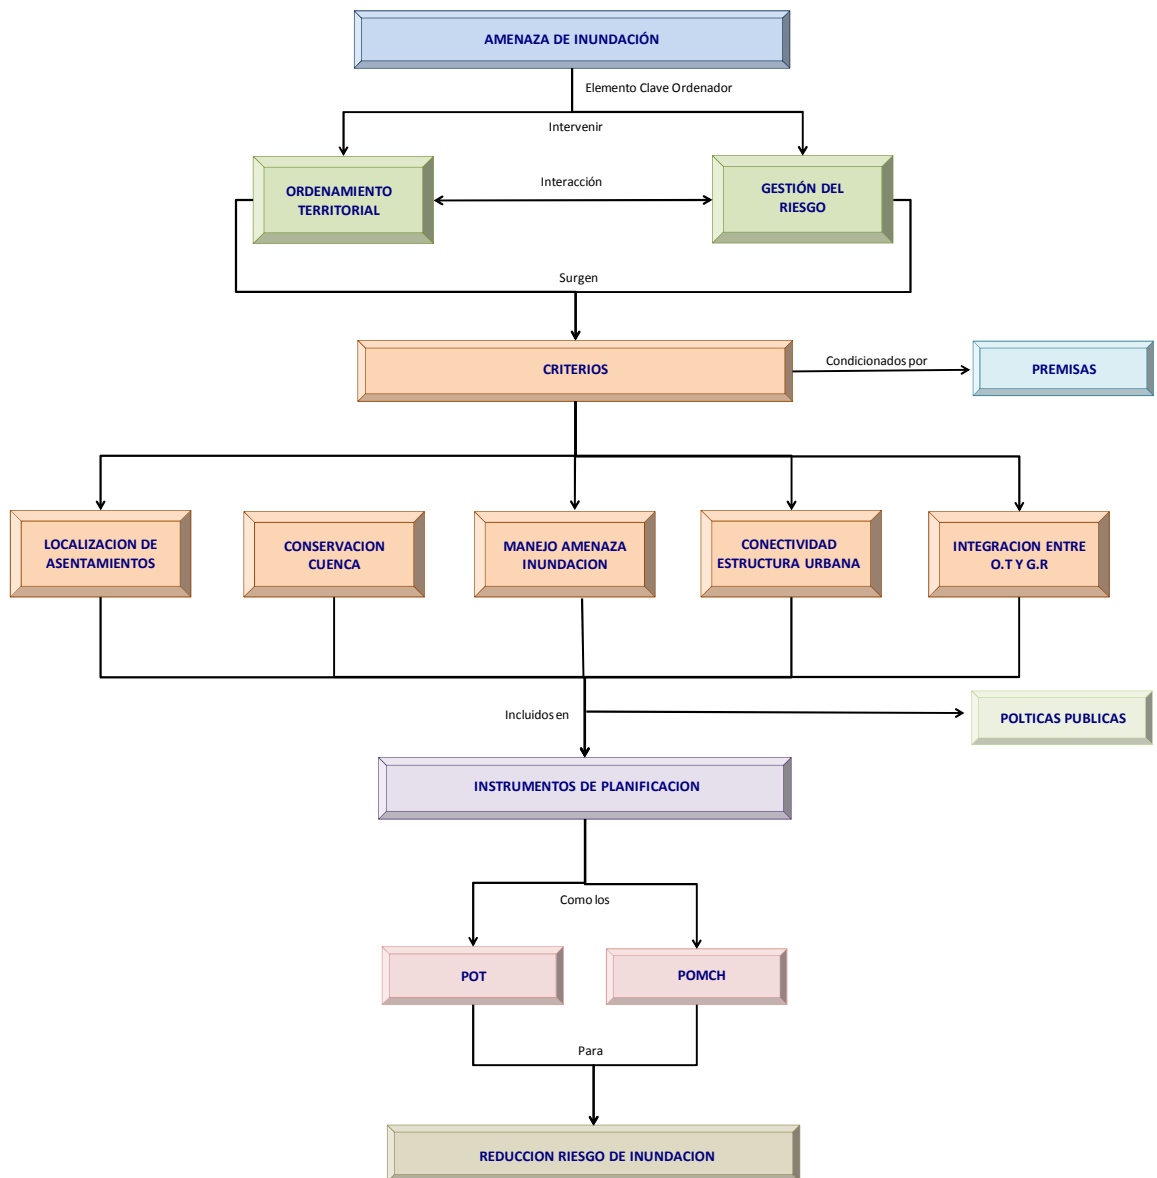 AMENAZA DE INUNDACIÓN
Elemento Clave Ordenador
Intervenir
ORDENAMIENTO
TERRITORIAL
Interacción
GESTIÓN DEL
RIESGO
Surgen
CRITERIOS
Condicionados por
PREMISAS
LOCALIZACION DE
ASENTAMIENTOS
CONSERVACION
CUENCA
MANEJO AMENAZA
INUNDACION
CONECTIVIDAD
ESTRUCTURA URBANA
INTEGRACION ENTRE
O.T Y G.R
Incluidos en
POLTICAS PUBLICAS
INSTRUMENTOS DE PLANIFICACION
Como los
POT
POMCH
Para
REDUCCION RIESGO DE INUNDACION